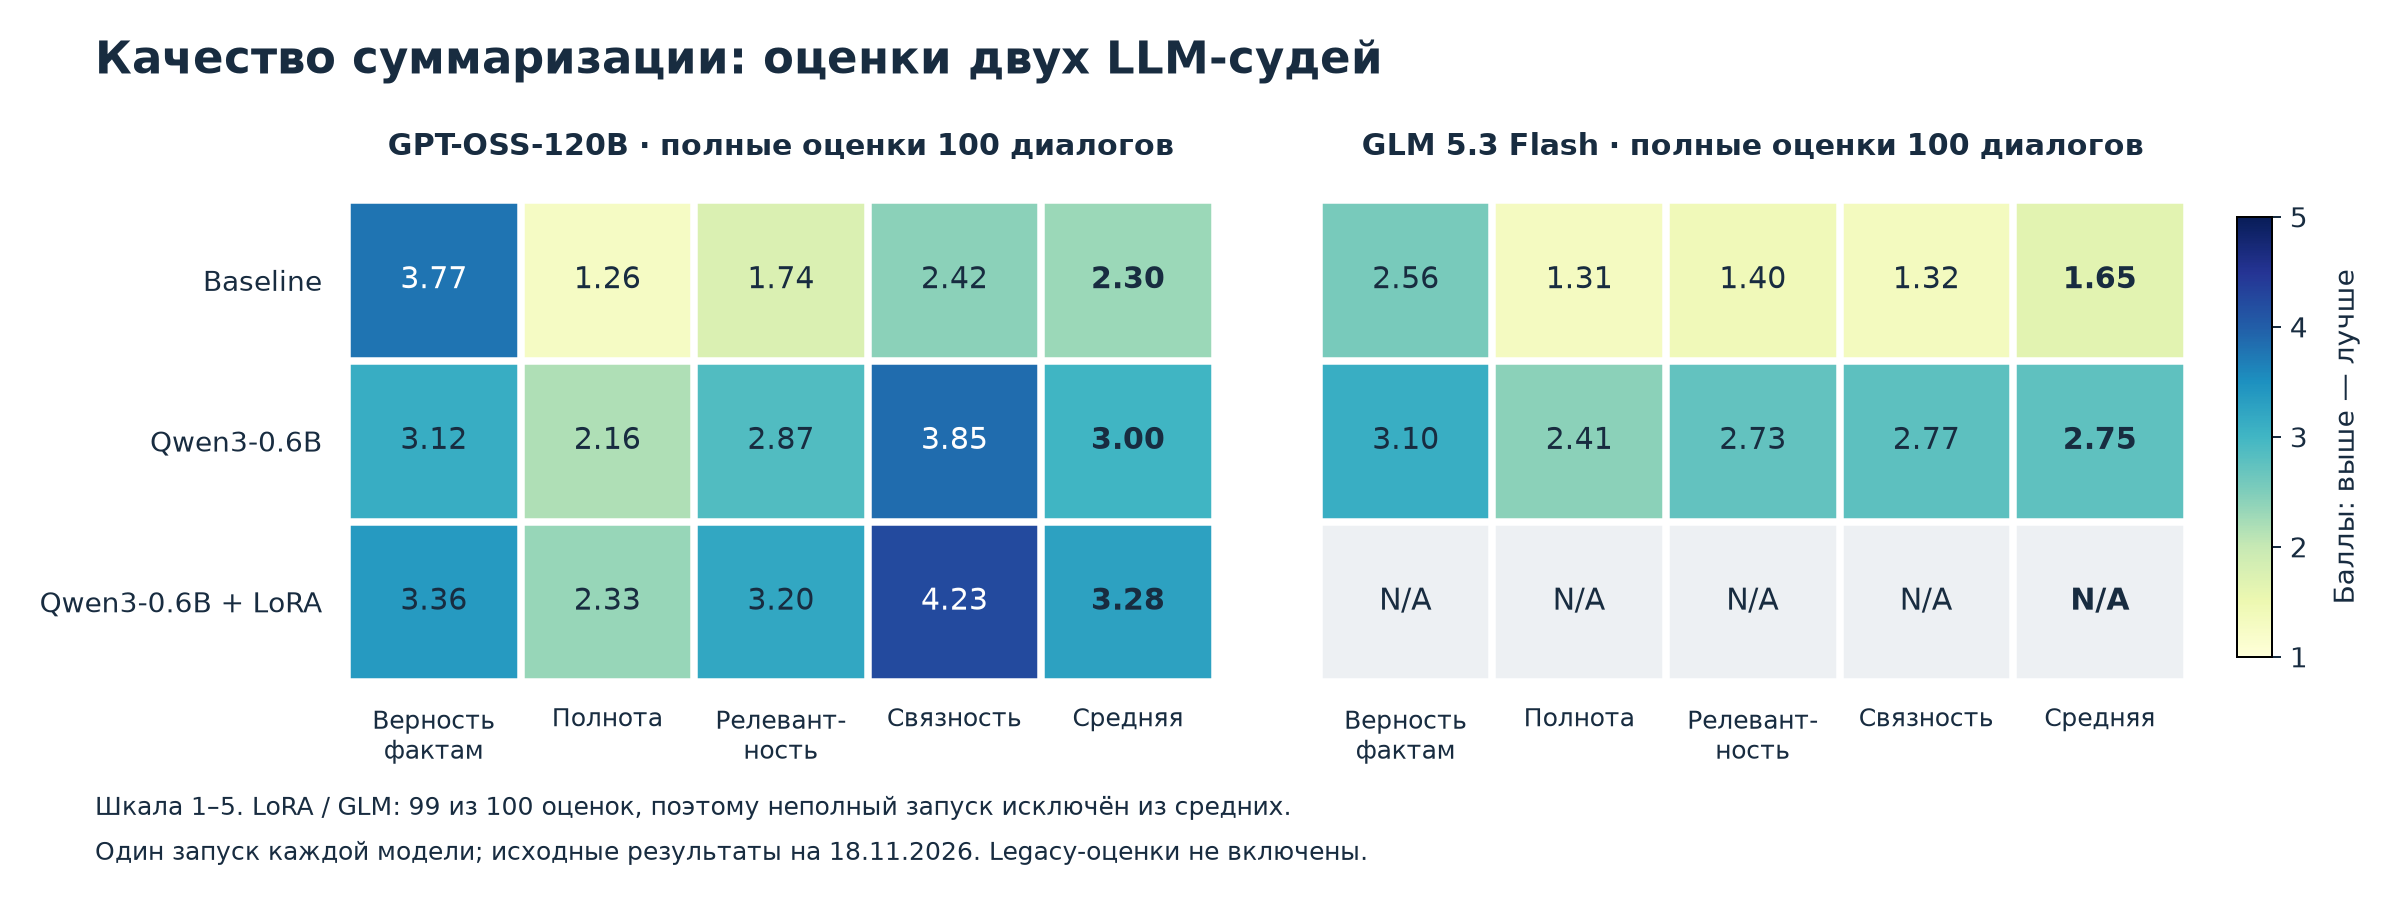 Качество суммаризации: оценки двух LLM-судей
GPT-OSS-120B · полные оценки 100 диалогов
GLM 5.3 Flash · полные оценки 100 диалогов
Baseline 3.77 1.26 1.74 2.42 2.30 1.31 1.40 1.32 1.65 2.56
Qwen3-0.6B 3.12 2.16 2.87 3.85 3.00 3.10 2.41 2.73 2.77 2.75
Qwen3-0.6B + LoRA 3.36 2.33 3.20 4.23 3.28 N/A N/A N/A N/A N/A
Верность фактам
Полнота
Релевант-
ность
Связность
Средняя
Верность
фактам
Полнота
Релевант-
ность
Связность
Средняя
5
4
3
2
1
Баллы: выше — лучше
Шкала 1–5. LoRA / GLM: 99 из 100 оценок, поэтому неполный запуск исключён из средних.
Один запуск каждой модели; исходные результаты на 18.11.2026. Legacy-оценки не включены.